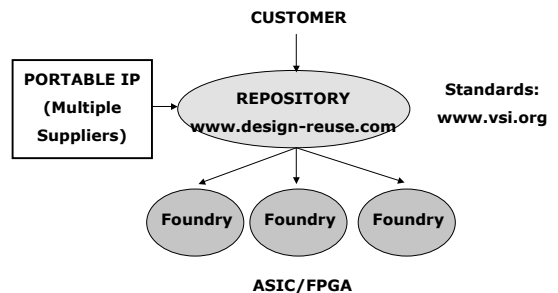 CUSTOMER
PORTABLE IP
(Multiple
Suppliers)
REPOSITORY
www.design-reuse.com
Standards:
www.vsi.org
Foundry
Foundry
Foundry
ASIC/FPGA